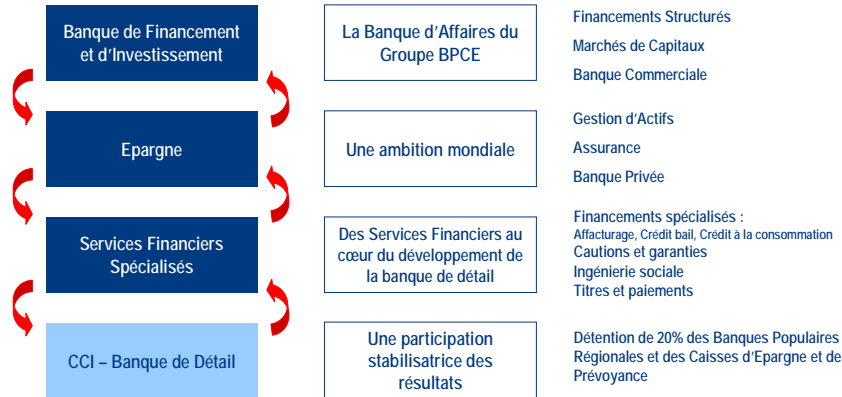 Banque de Financement
et d'Investissement
La Banque d'Affaires du
Groupe BPCE
Financements Structurés
Marchés de Capitaux
Banque Commerciale
Epargne
Une ambition mondiale
Gestion d'Actifs
Assurance
Banque Privée
Services Financiers
Spécialisés
Des Services Financiers au
cœur du développement de
la banque de détail
Financements spécialisés :
Affacturage, Crédit bail, Crédit à la consommation
Cautions et garanties
Ingénierie sociale
Titres et paiements
CCI – Banque de Détail
Une participation
stabilisatrice des
résultats
Détention de 20% des Banques Populaires
Régionales et des Caisses d'Epargne et de
Prévoyance